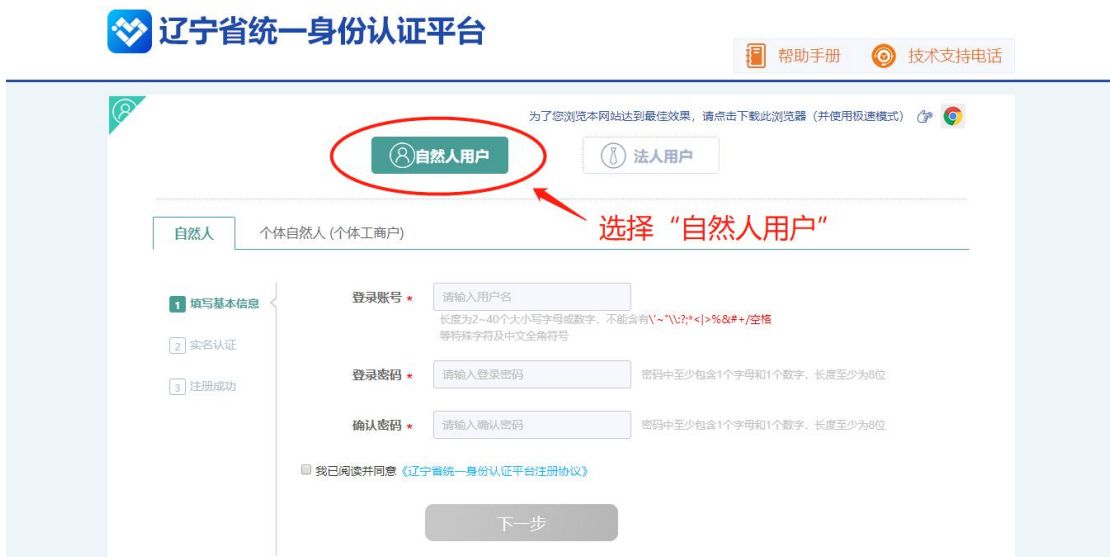 辽宁省统一身份认证平台
帮助手册 技术支持电话
为了您浏览本网站达到最佳效果，请点击下载此浏览器（并使用极速模式）
自然人用户 法人用户
选择“自然人用户”
自然人 个体自然人 (个体工商户)
1 填写基本信息
2 实名认证
3 注册成功
登录账号 * 请输入用户名
长度为2~40个大小写字母或数字，不能含有\'~"\\:?;*<|>%&#+/空格
等特殊字符及中文全角符号
登录密码 * 请输入登录密码 密码中至少包含1个字母和1个数字，长度至少为8位
确认密码 * 请输入确认密码 密码中至少包含1个字母和1个数字，长度至少为8位
我已阅读并同意《辽宁省统一身份认证平台注册协议》
下一步